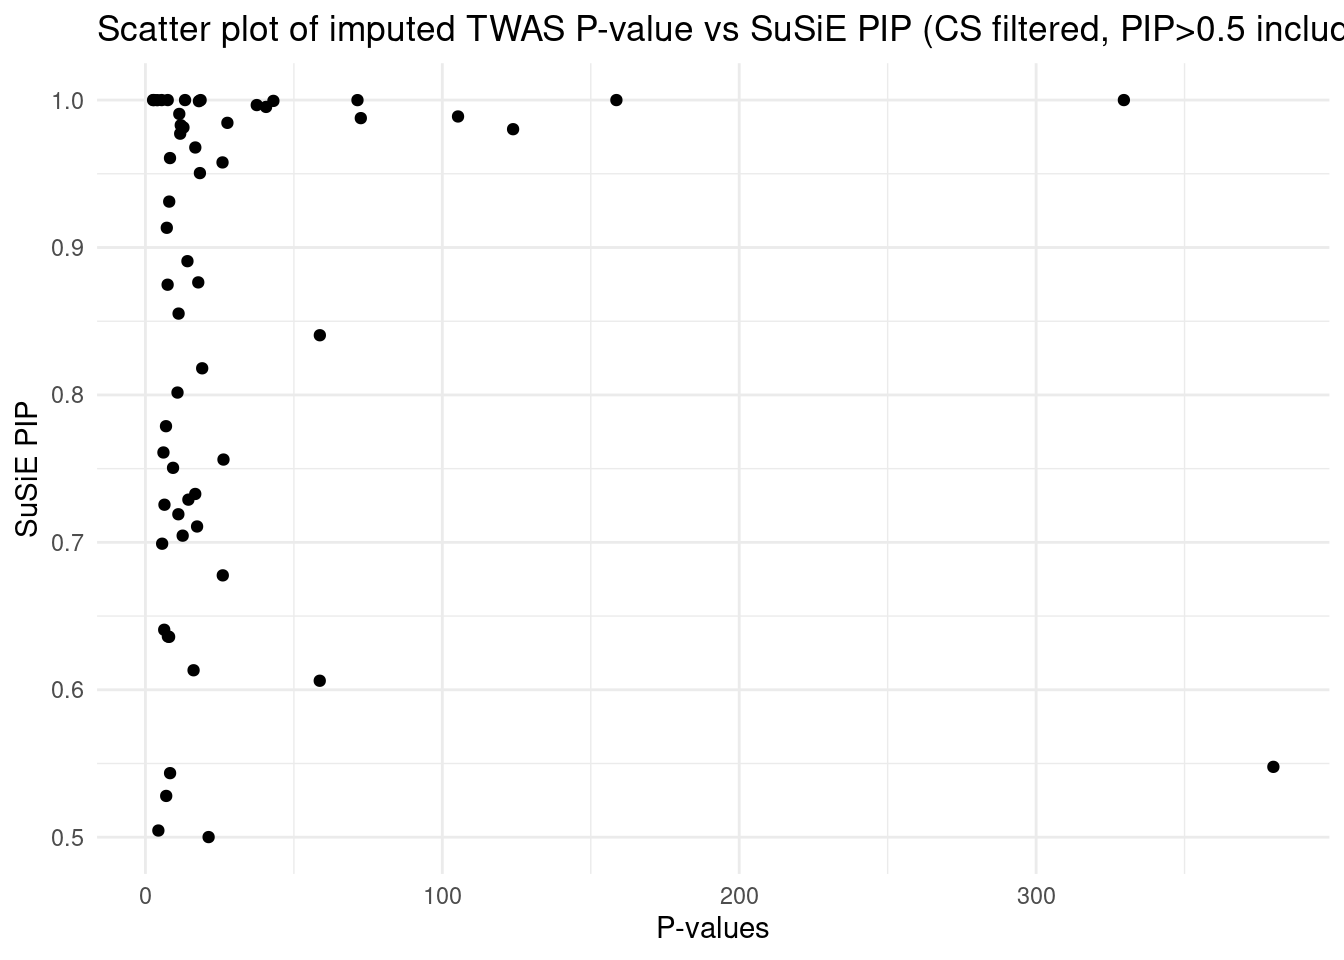 Scatter plot of imputed TWAS P-value vs SuSiE PIP (CS filtered, PIP>0.5 includ
1.0
0.9
0.8
0.7
0.6
0.5
SuSiE PIP
0 100 200 300
P-values